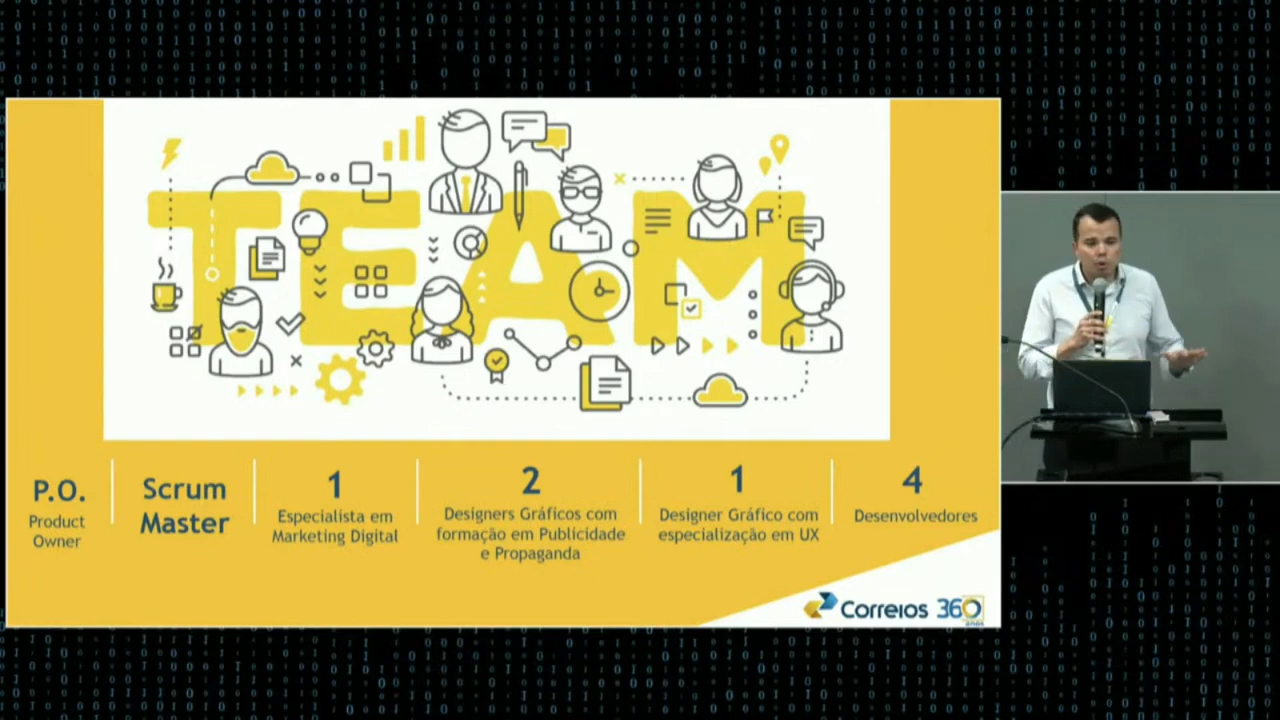 TEAM
P.O.
Product
Owner
Scrum
Master
1
Especialista em
Marketing Digital
2
Designers Gráficos com
formação em Publicidade
e Propaganda
1
Designer Gráfico com
especialização em UX
4
Desenvolvedores
Correios 360
anos